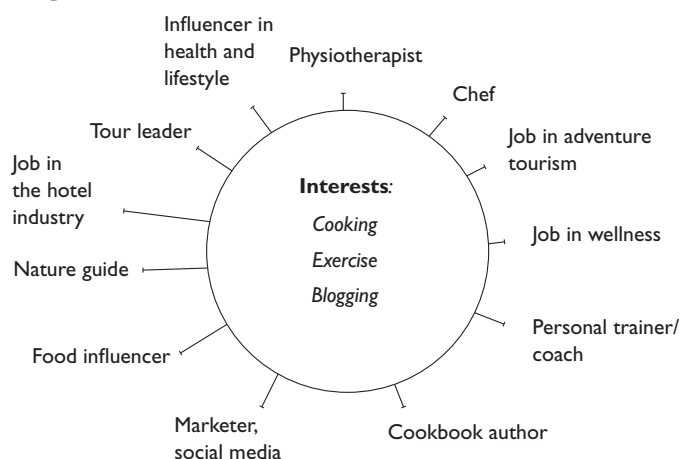 Influencer in
health and
lifestyle
Physiotherapist
Chef
Job in adventure
tourism
Job in wellness
Personal trainer/
coach
Cookbook author
Marketer,
social media
Food influencer
Nature guide
Job in
the hotel
industry
Tour leader
Interests:
Cooking
Exercise
Blogging